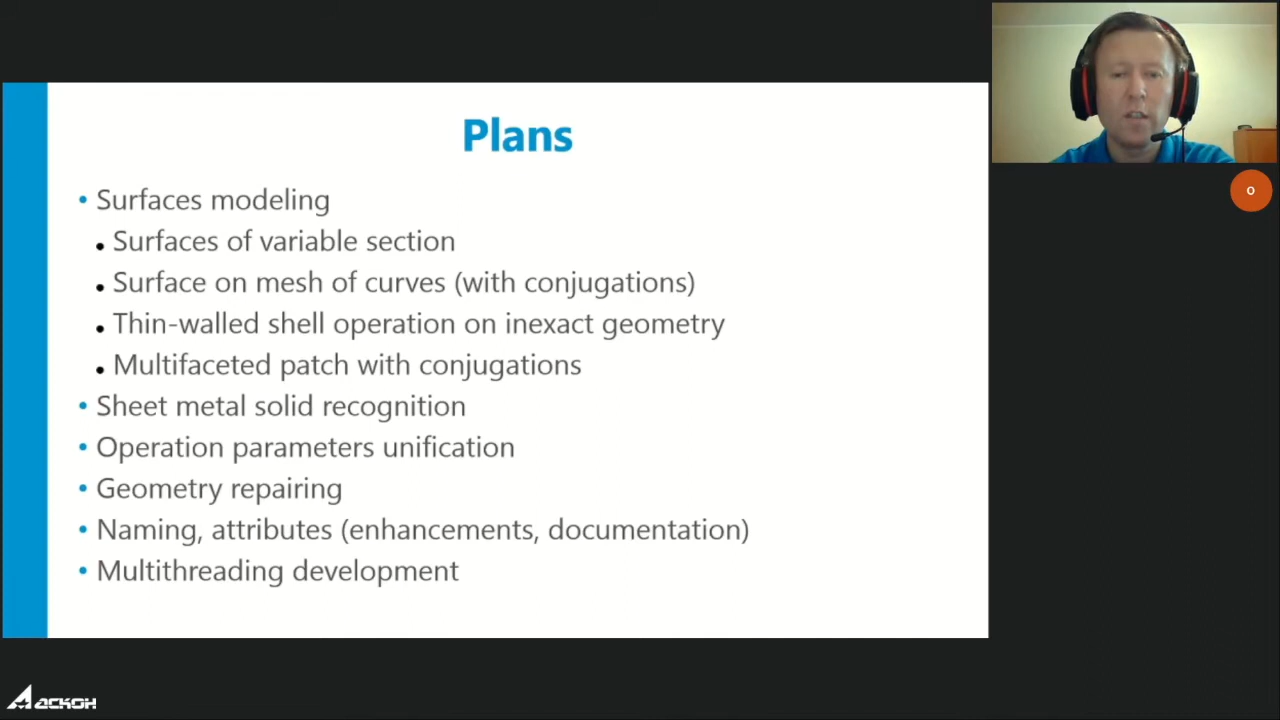 Plans
Surfaces modeling
Surfaces of variable section
Surface on mesh of curves (with conjugations)
Thin-walled shell operation on inexact geometry
Multifaceted patch with conjugations
Sheet metal solid recognition
Operation parameters unification
Geometry repairing
Naming, attributes (enhancements, documentation)
Multithreading development
O
АСКОН